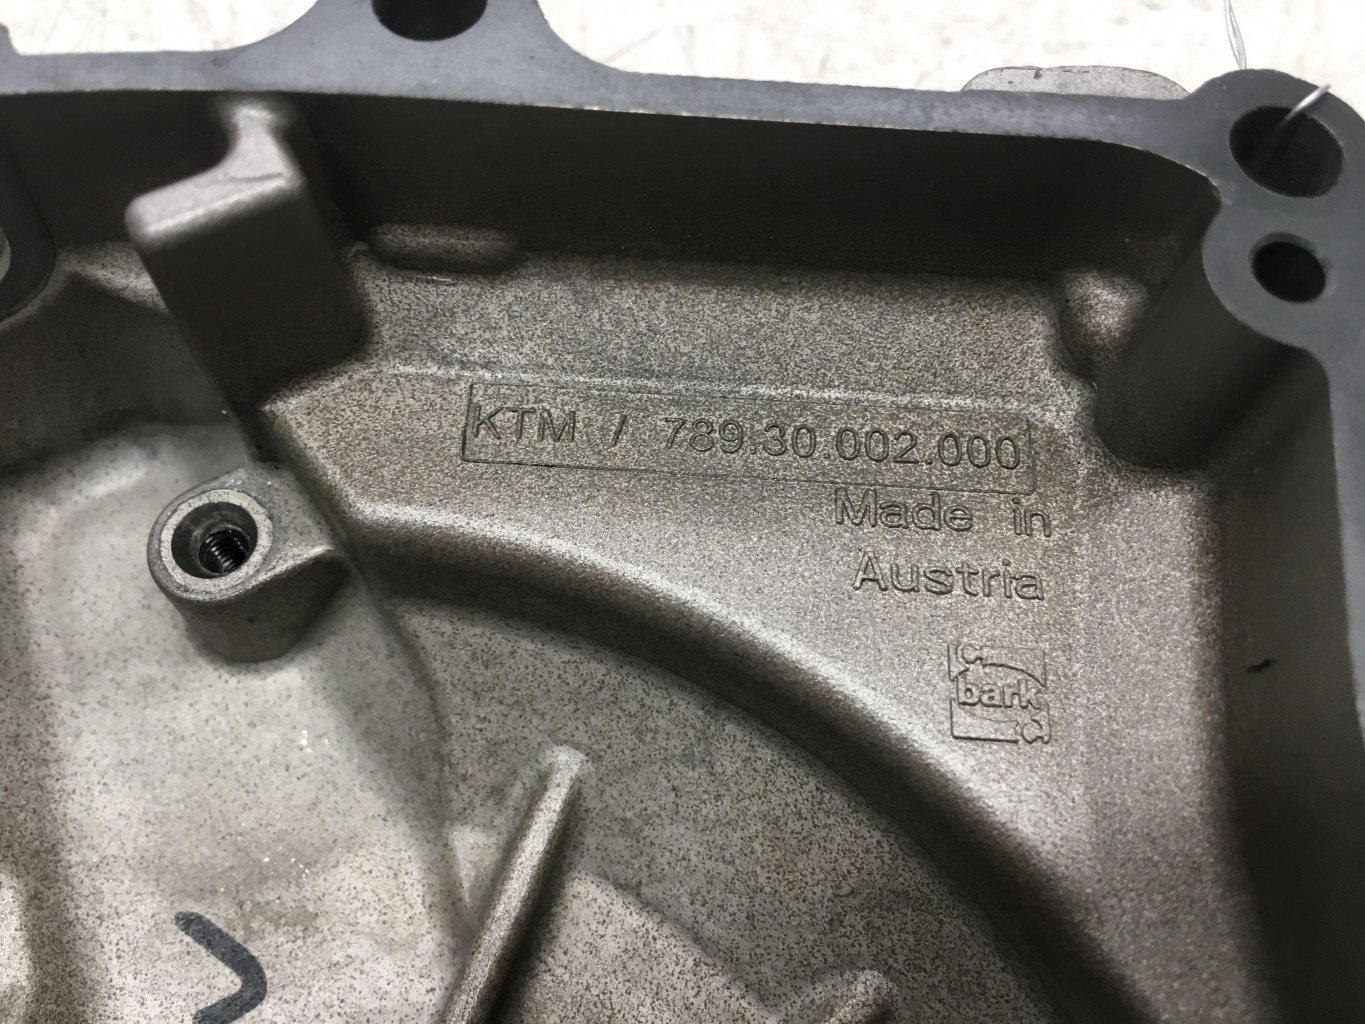 KTM / 789.30.002.000
Made in
Austria
bark